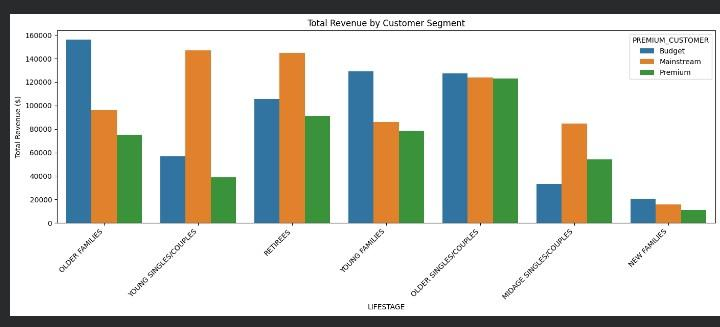 Total Revenue by Customer Segment
PREMIUM_CUSTOMER
Budget
Mainstream
Premium
Total Revenue ($)
160000
140000
120000
100000
80000
60000
40000
20000
0
OLDER FAMILIES
YOUNG SINGLES/COUPLES
RETIREES
YOUNG FAMILIES
OLDER SINGLES/COUPLES
MIDAGE SINGLES/COUPLES
NEW FAMILIES
LIFESTAGE